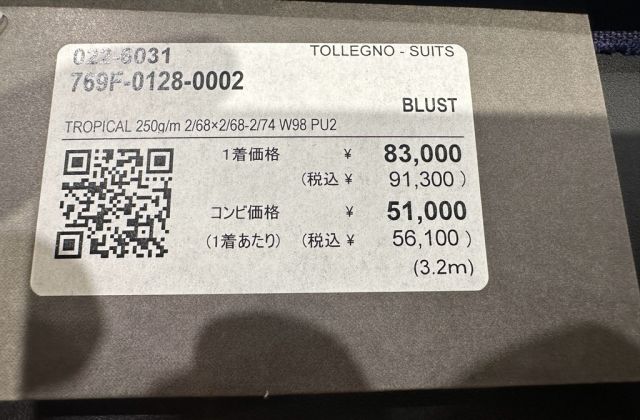 022-6031
TOLLEGNO - SUITS
769F-0128-0002
BLUST
TROPICAL 250g/m 2/68×2/68-2/74 W98 PU2
1着価格 ¥ 83,000
(税込 ¥ 91,300 )
コンビ価格 ¥ 51,000
(1着あたり) (税込 ¥ 56,100 )
(3.2m)